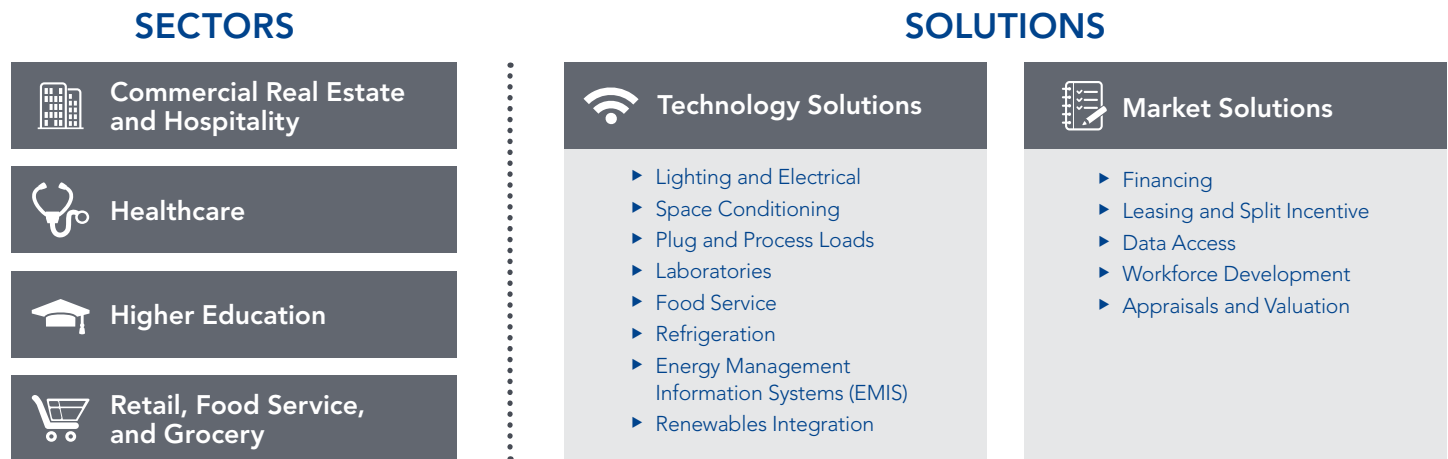 SECTORS
Commercial Real Estate
and Hospitality
Healthcare
Higher Education
Retail, Food Service,
and Grocery
SOLUTIONS
Technology Solutions
Lighting and Electrical
Space Conditioning
Plug and Process Loads
Laboratories
Food Service
Refrigeration
Energy Management
Information Systems (EMIS)
Renewables Integration
Market Solutions
Financing
Leasing and Split Incentive
Data Access
Workforce Development
Appraisals and Valuation